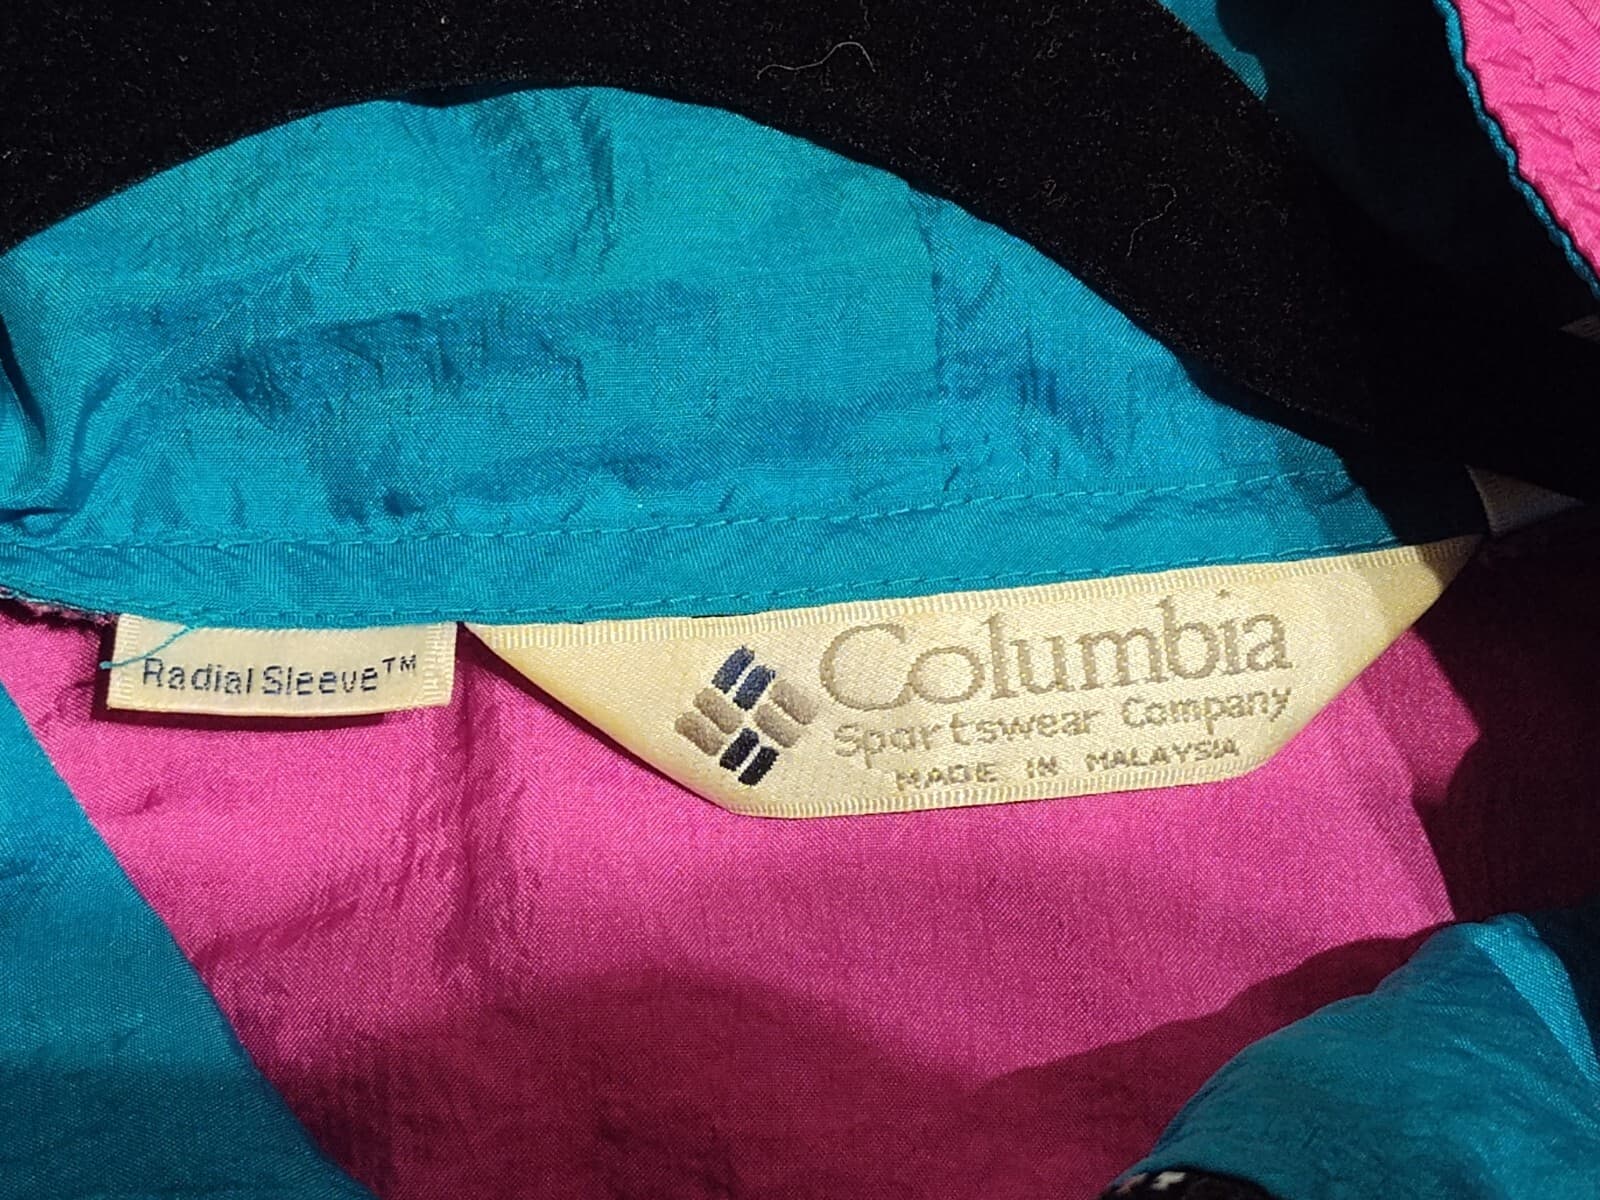 Radial Sleeve™
Columbia
Sportswear Company
MADE IN MALAYSIA